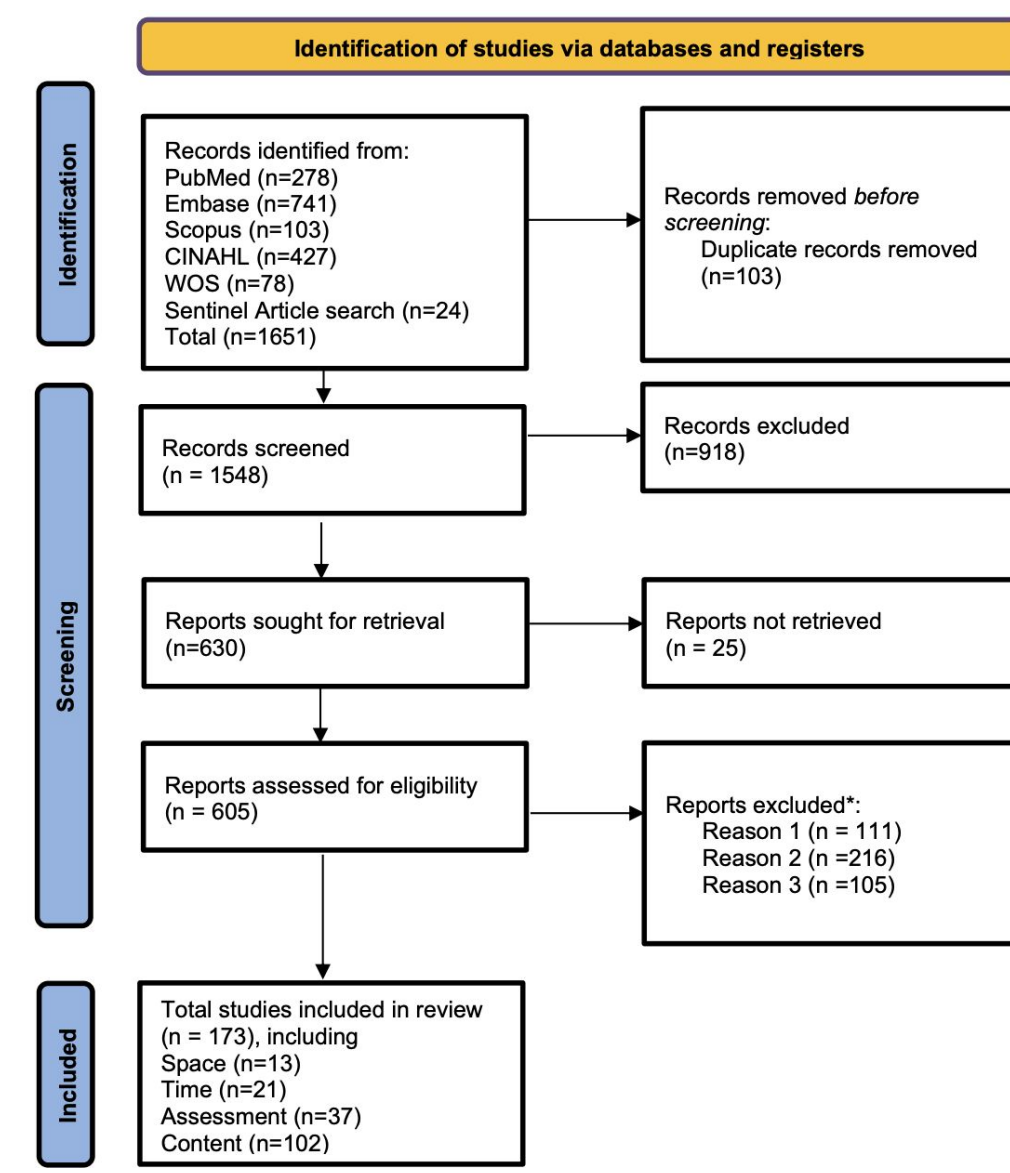 Identification of studies via databases and registers
Identification
Records identified from:
PubMed (n=278)
Embase (n=741)
Scopus (n=103)
CINAHL (n=427)
WOS (n=78)
Sentinel Article search (n=24)
Total (n=1651)
Records removed before
screening:
Duplicate records removed
(n=103)
Screening
Records screened
(n = 1548)
Records excluded
(n=918)
Reports sought for retrieval
(n=630)
Reports not retrieved
(n = 25)
Reports assessed for eligibility
(n = 605)
Reports excluded*:
Reason 1 (n = 111)
Reason 2 (n =216)
Reason 3 (n =105)
Included
Total studies included in review
(n = 173), including
Space (n=13)
Time (n=21)
Assessment (n=37)
Content (n=102)